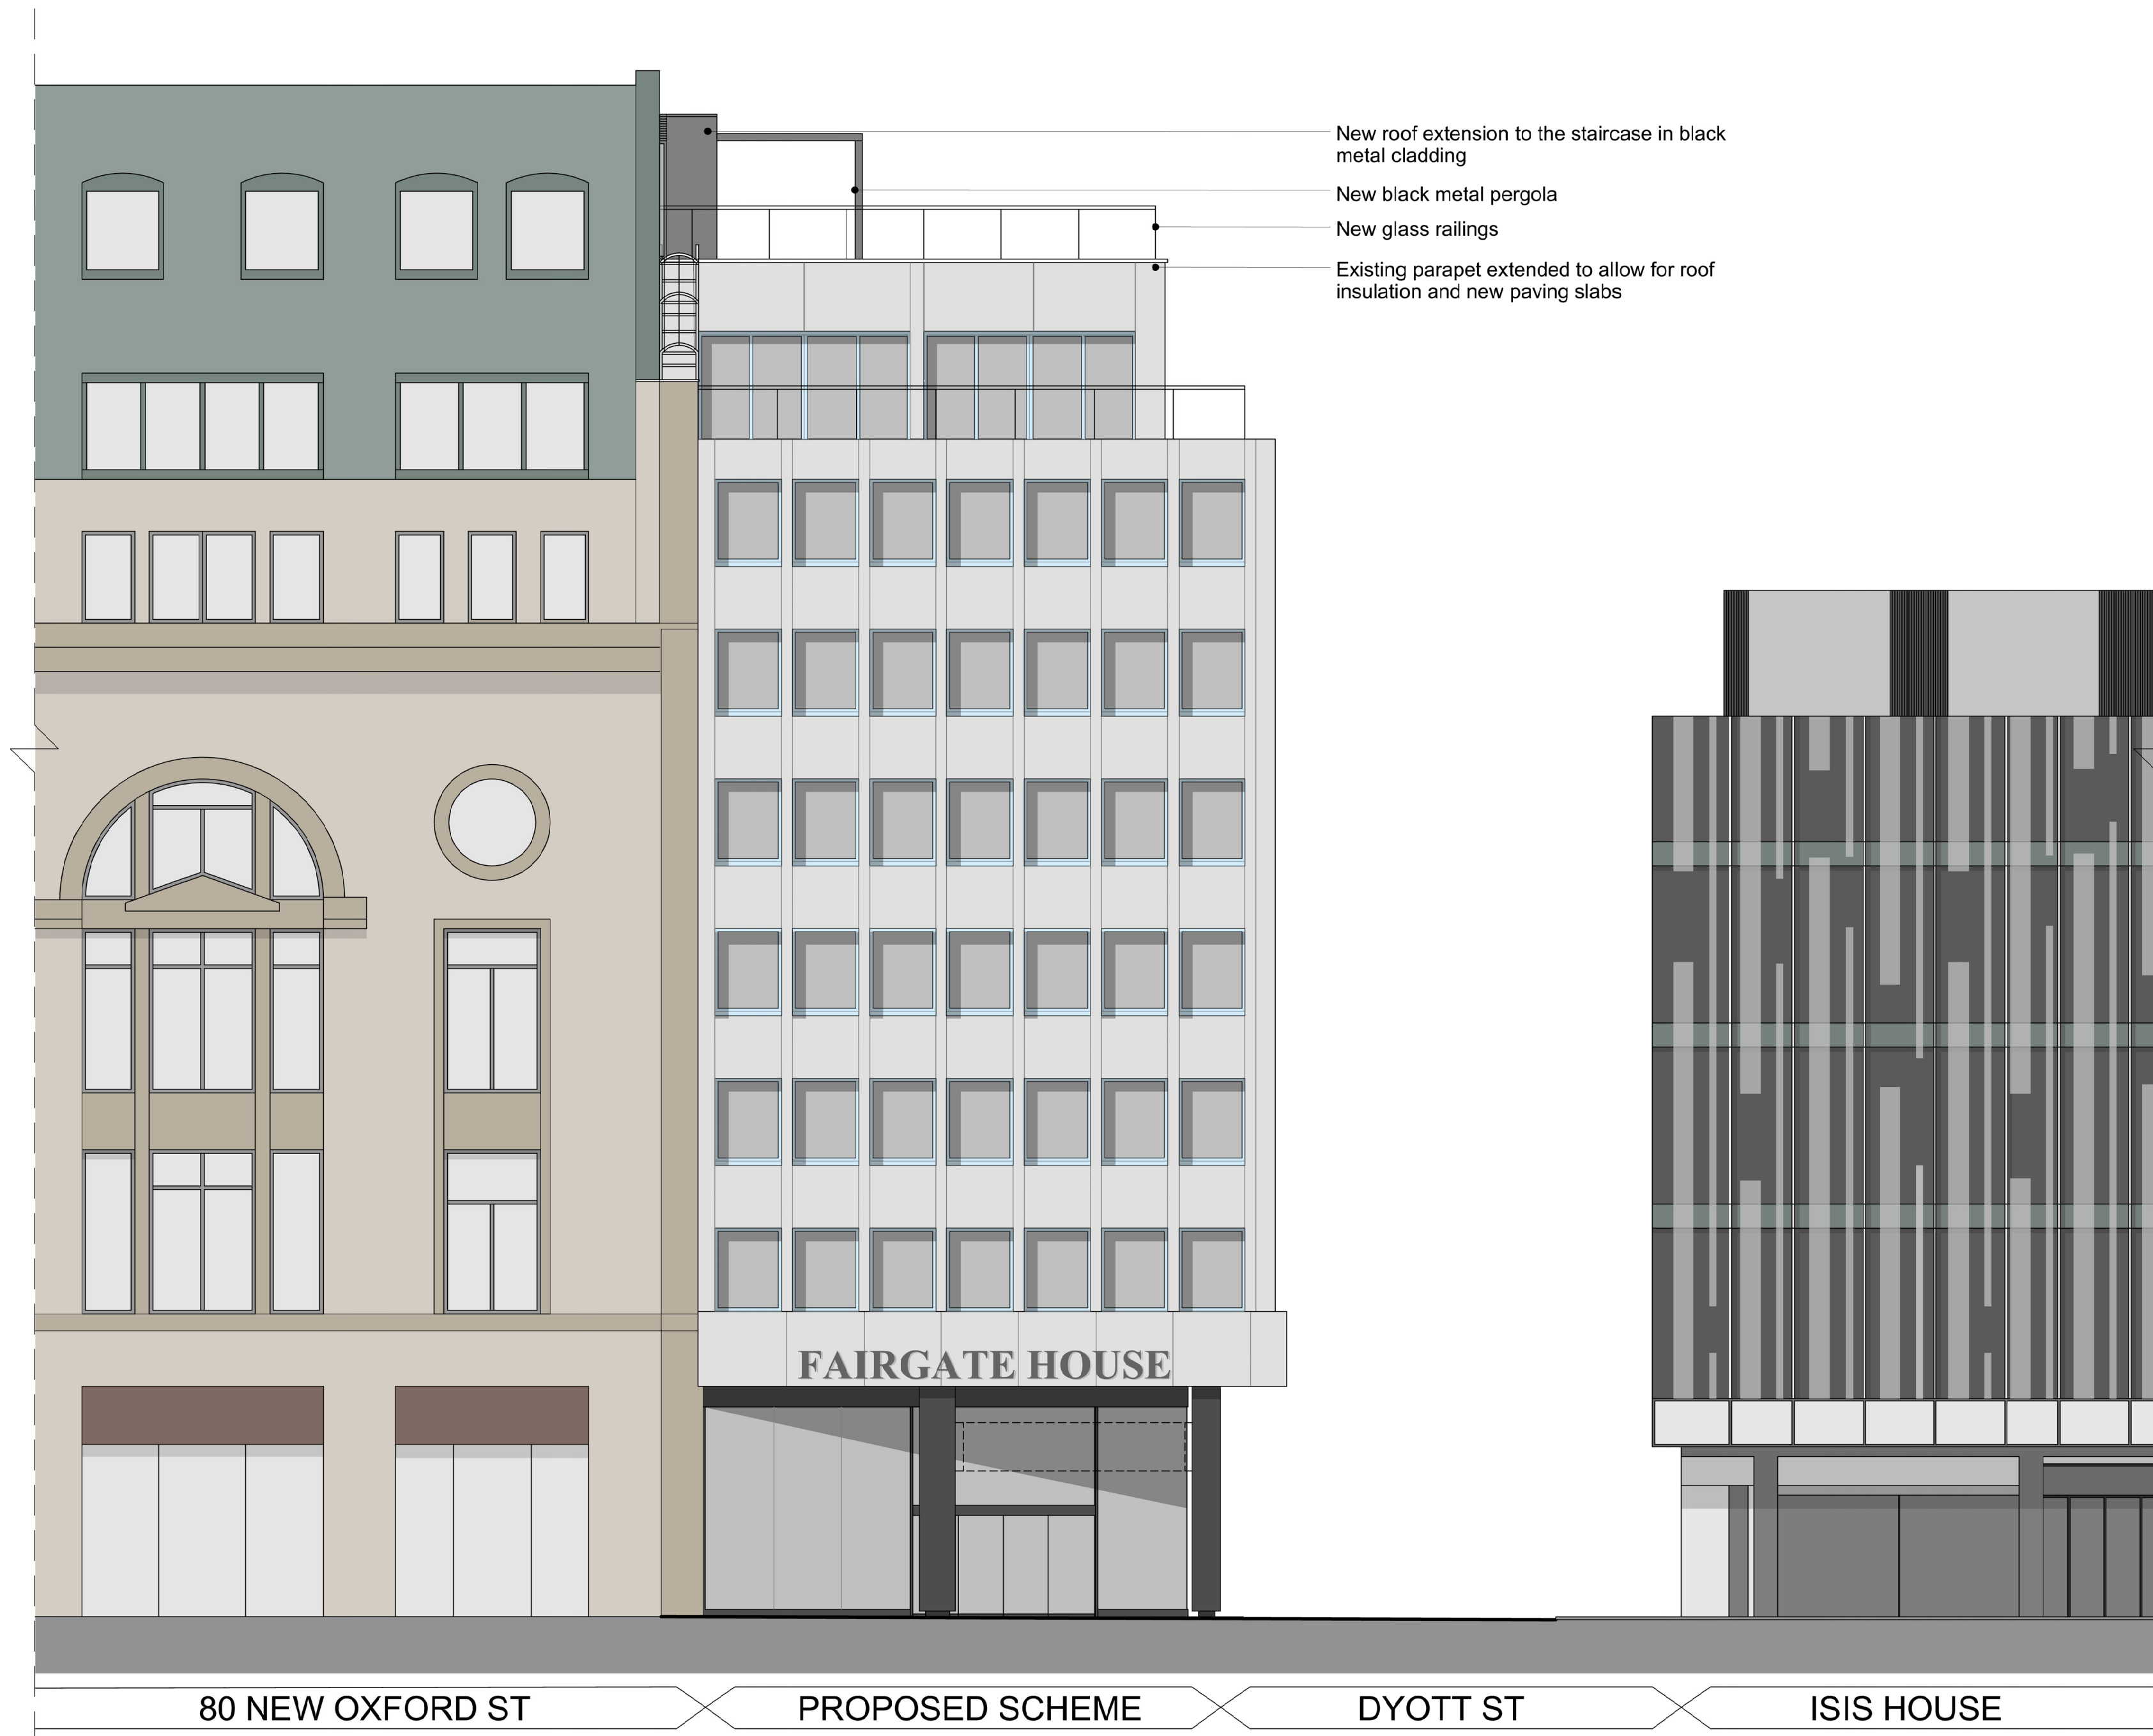 New roof extension to the staircase in black
metal cladding
New black metal pergola
New glass railings
Existing parapet extended to allow for roof
insulation and new paving slabs
FAIRGATE HOUSE
80 NEW OXFORD ST
PROPOSED SCHEME
DYOTT ST
ISIS HOUSE